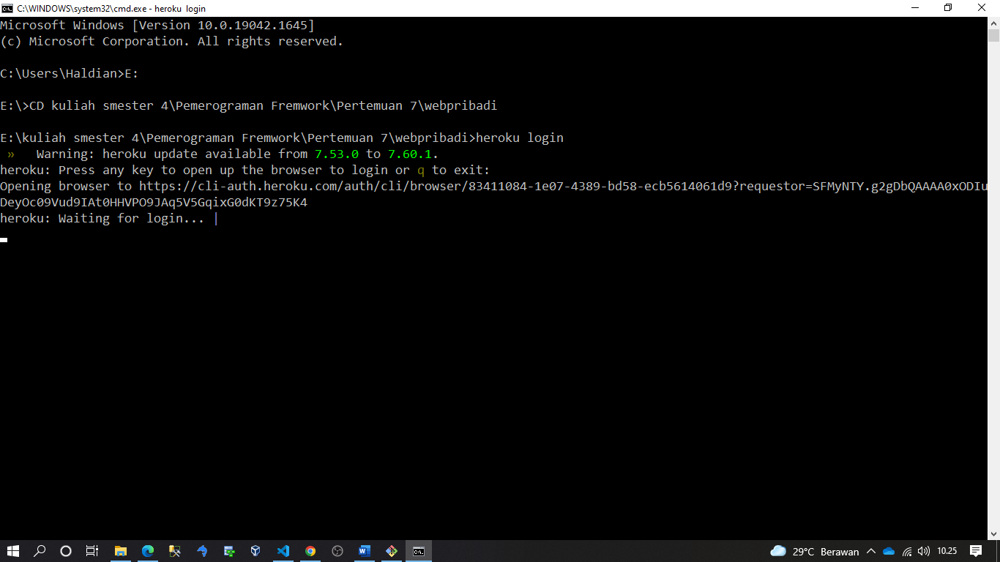 C:\WINDOWS\system32\cmd.exe - heroku  login
Microsoft Windows [Version 10.0.19042.1645]
(c) Microsoft Corporation. All rights reserved.
C:\Users\Haldian>E:
E:\>CD kuliah smester 4\Pemerograman Fremwork\Pertemuan 7\webpribadi
E:\kuliah smester 4\Pemerograman Fremwork\Pertemuan 7\webpribadi>heroku login
»   Warning: heroku update available from 7.53.0 to 7.60.1.
heroku: Press any key to open up the browser to login or q to exit:
Opening browser to https://cli-auth.heroku.com/auth/cli/browser/83411084-1e07-4389-bd58-ecb5614061d9?requestor=SFMyNTY.g2gDbQAAAA0xODIu
DeyOc09Vud9IAt0HHVPO9JAq5V5GqixG0dKT9z75K4
heroku: Waiting for login... |
29°C Berawan 10.25